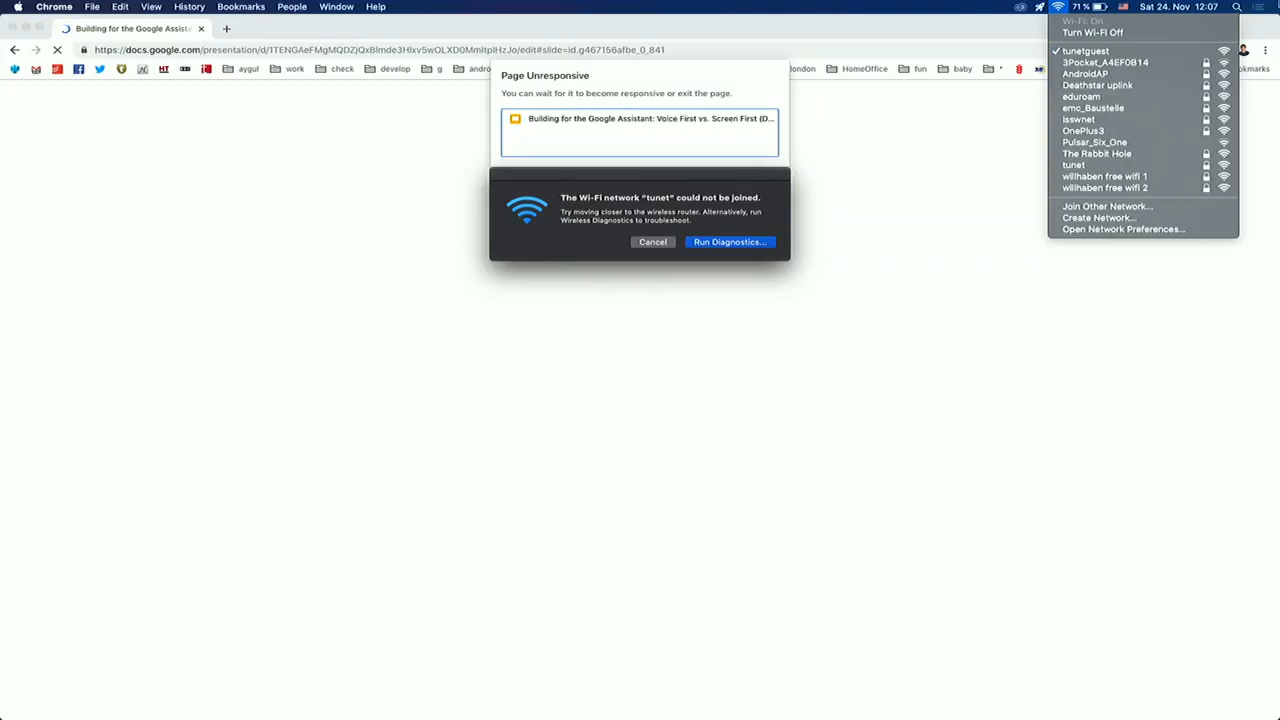 Chrome File Edit View History Bookmarks People Window Help 71 % Sat 24. Nov 12:07
Building for the Google Assista
https://docs.google.com/presentation/d/1TENGAeFMgMQDZjQxBlmde3Hlxv5wOLXD0MmltpIHzJo/edit#slide=id.g467156afbe_0_841
HT aygul work check develop g andro london HomeOffice fun baby * xe okmarks
Page Unresponsive
You can wait for it to become responsive or exit the page.
Building for the Google Assistant: Voice First vs. Screen First (D...
The Wi-Fi network “tunet” could not be joined.
Try moving closer to the wireless router. Alternatively, run
Wireless Diagnostics to troubleshoot.
Cancel Run Diagnostics...
Wi-Fi: On
Turn Wi-Fi Off
tunetguest
3Pocket_A4EF0B14
AndroidAP
Deathstar uplink
eduroam
emc_Baustelle
isswnet
OnePlus3
Pulsar_Six_One
The Rabbit Hole
tunet
willhaben free wifi 1
willhaben free wifi 2
Join Other Network...
Create Network...
Open Network Preferences...